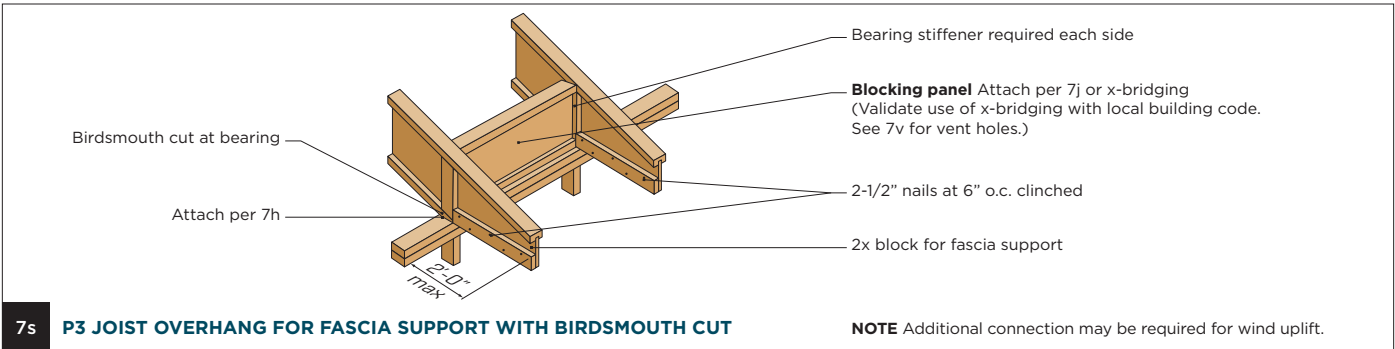 Bearing stiffener required each side
Blocking panel Attach per 7j or x-bridging
(Validate use of x-bridging with local building code.
See 7v for vent holes.)
Birdsmouth cut at bearing
2-1/2” nails at 6” o.c. clinched
Attach per 7h
2x block for fascia support
2'-0"
max
7s P3 JOIST OVERHANG FOR FASCIA SUPPORT WITH BIRDSMOUTH CUT
NOTE Additional connection may be required for wind uplift.